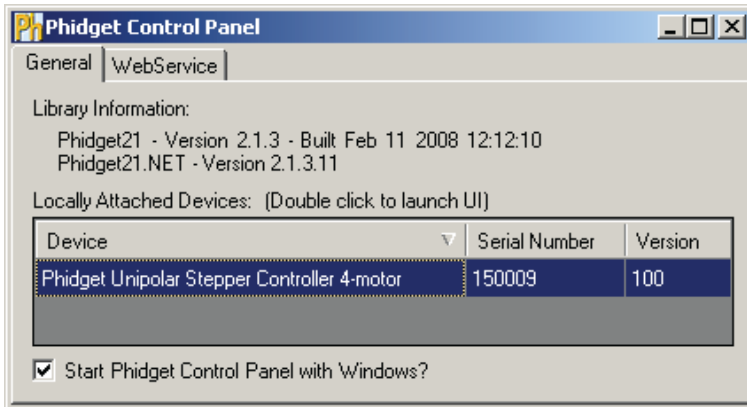 Ph Phidget Control Panel
General WebService
Library Information:
Phidget21 - Version 2.1.3 - Built Feb 11 2008 12:12:10
Phidget21.NET - Version 2.1.3.11
Locally Attached Devices: (Double click to launch UI)
Device Serial Number Version
Phidget Unipolar Stepper Controller 4-motor 150009 100
Start Phidget Control Panel with Windows?